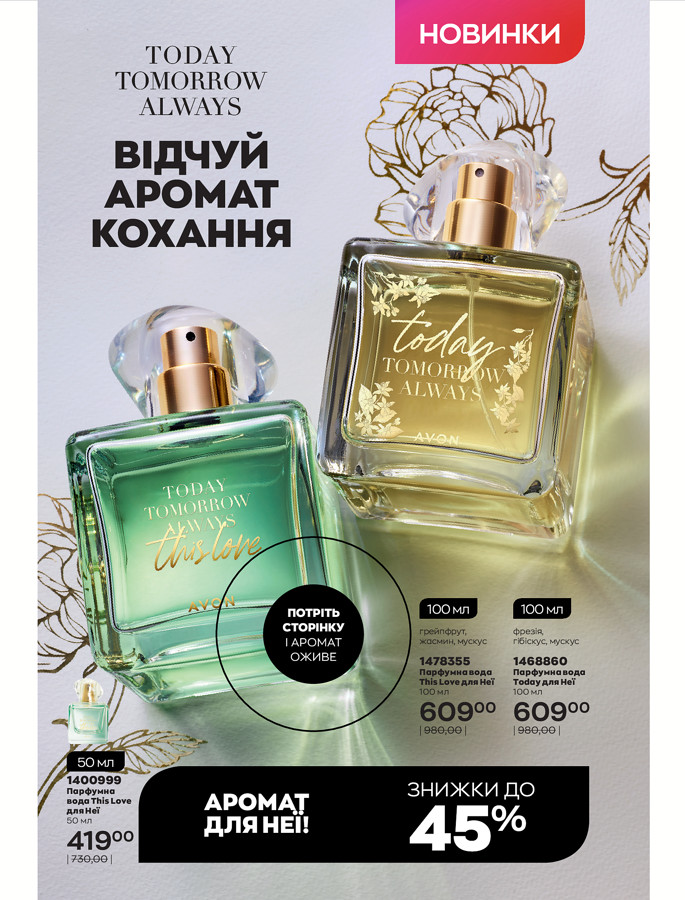 НОВИНКИ
TODAY
TOMORROW
ALWAYS
ВІДЧУЙ
АРОМАТ
КОХАННЯ
today
TOMORROW
ALWAYS
AVON
TODAY
TOMORROW
ALWAYS
this love
AVON
ПОТРІТЬ
СТОРІНКУ
І АРОМАТ
ОЖИВЕ
100 мл
грейпфрут,
жасмин, мускус
1478355
Парфумна вода
This Love для Неї
100 мл
609⁰⁰
| 980,00 |
100 мл
фрезія,
гібіскус, мускус
1468860
Парфумна вода
Today для Неї
100 мл
609⁰⁰
| 980,00 |
50 мл
1400999
Парфумна
вода This Love
для Неї
50 мл
419⁰⁰
| 730,00 |
АРОМАТ
ДЛЯ НЕЇ!
ЗНИЖКИ ДО
45%